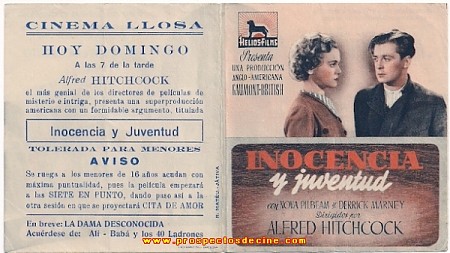 CINEMA LLOSA
HOY DOMINGO
A las 7 de la tarde
Alfred HITCHCOCK
el más genial de los directores de películas de
misterio e intriga, presenta una superproducción
americana con un formidable argumento, titulada
Inocencia y Juventud
TOLERADA PARA MENORES
AVISO
Se ruega a los menores de 16 años acudan con
máxima puntualidad, pues la película empezará
a las SIETE EN PUNTO, dando paso así a la
otra sesión en que se proyectará CITA DE AMOR
En breve: LA DAMA DESCONOCIDA
Acuérdese de: Alí - Babá y los 40 Ladrones
HELIOS FILMS
Presenta
UNA PRODUCCIÓN
ANGLO-AMERICANA
GAUMONT-BRITISH
INOCENCIA
y juventud
con NOVA PILBEAM y DERRICK MARNEY
Dirigidos por
ALFRED HITCHCOCK
www.prospectosdecine.com